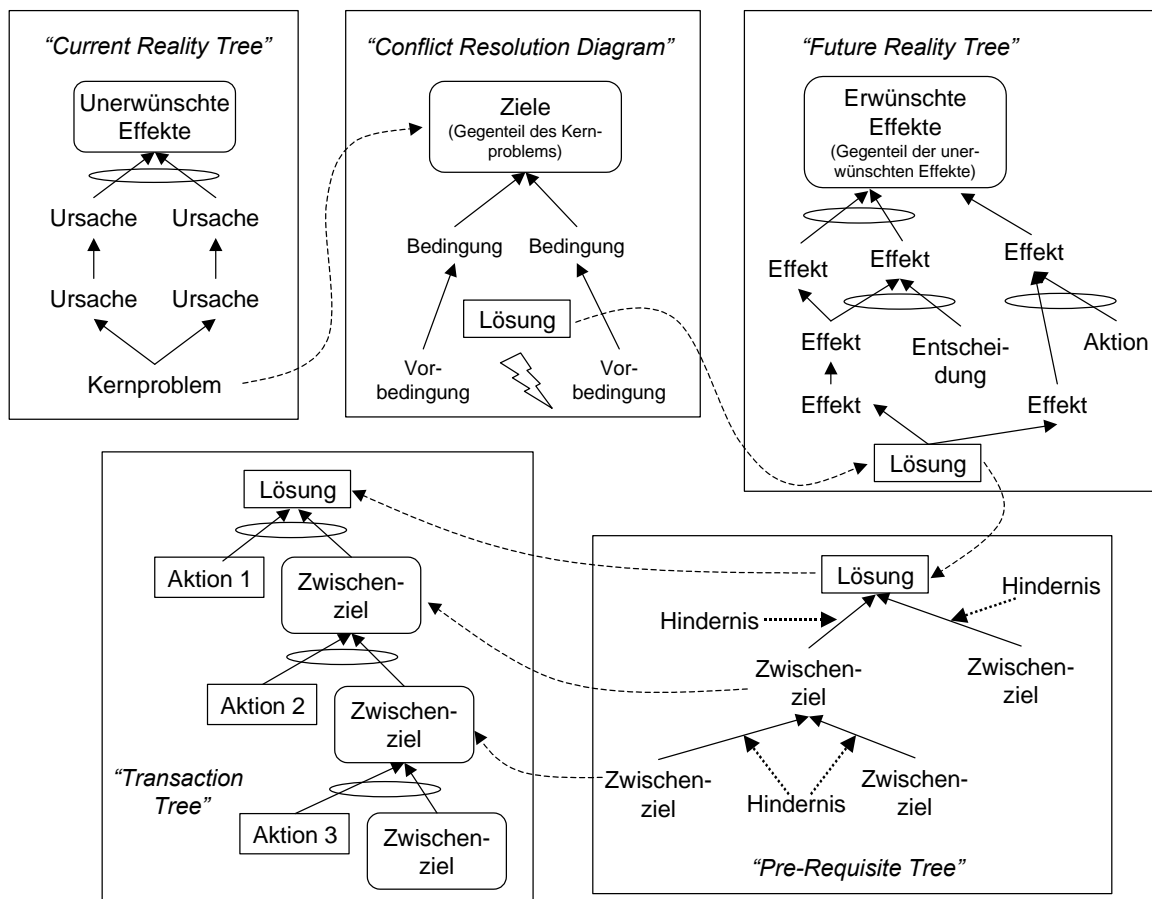 “Current Reality Tree”
Unerwünschte
Effekte
Ursache
Ursache
Ursache
Ursache
Kernproblem
“Conflict Resolution Diagram”
Ziele
(Gegenteil des Kern-
problems)
Bedingung
Bedingung
Lösung
Vor-
bedingung
Vor-
bedingung
“Future Reality Tree”
Erwünschte
Effekte
(Gegenteil der uner-
wünschten Effekte)
Effekt
Effekt
Effekt
Effekt
Entschei-
dung
Aktion
Effekt
Effekt
Lösung
Lösung
Aktion 1
Zwischen-
ziel
Aktion 2
Zwischen-
ziel
“Transaction
Tree”
Aktion 3
Zwischen-
ziel
Lösung
Hindernis
Hindernis
Zwischen-
ziel
Zwischen-
ziel
Zwischen-
ziel
Hindernis
Zwischen-
ziel
“Pre-Requisite Tree”